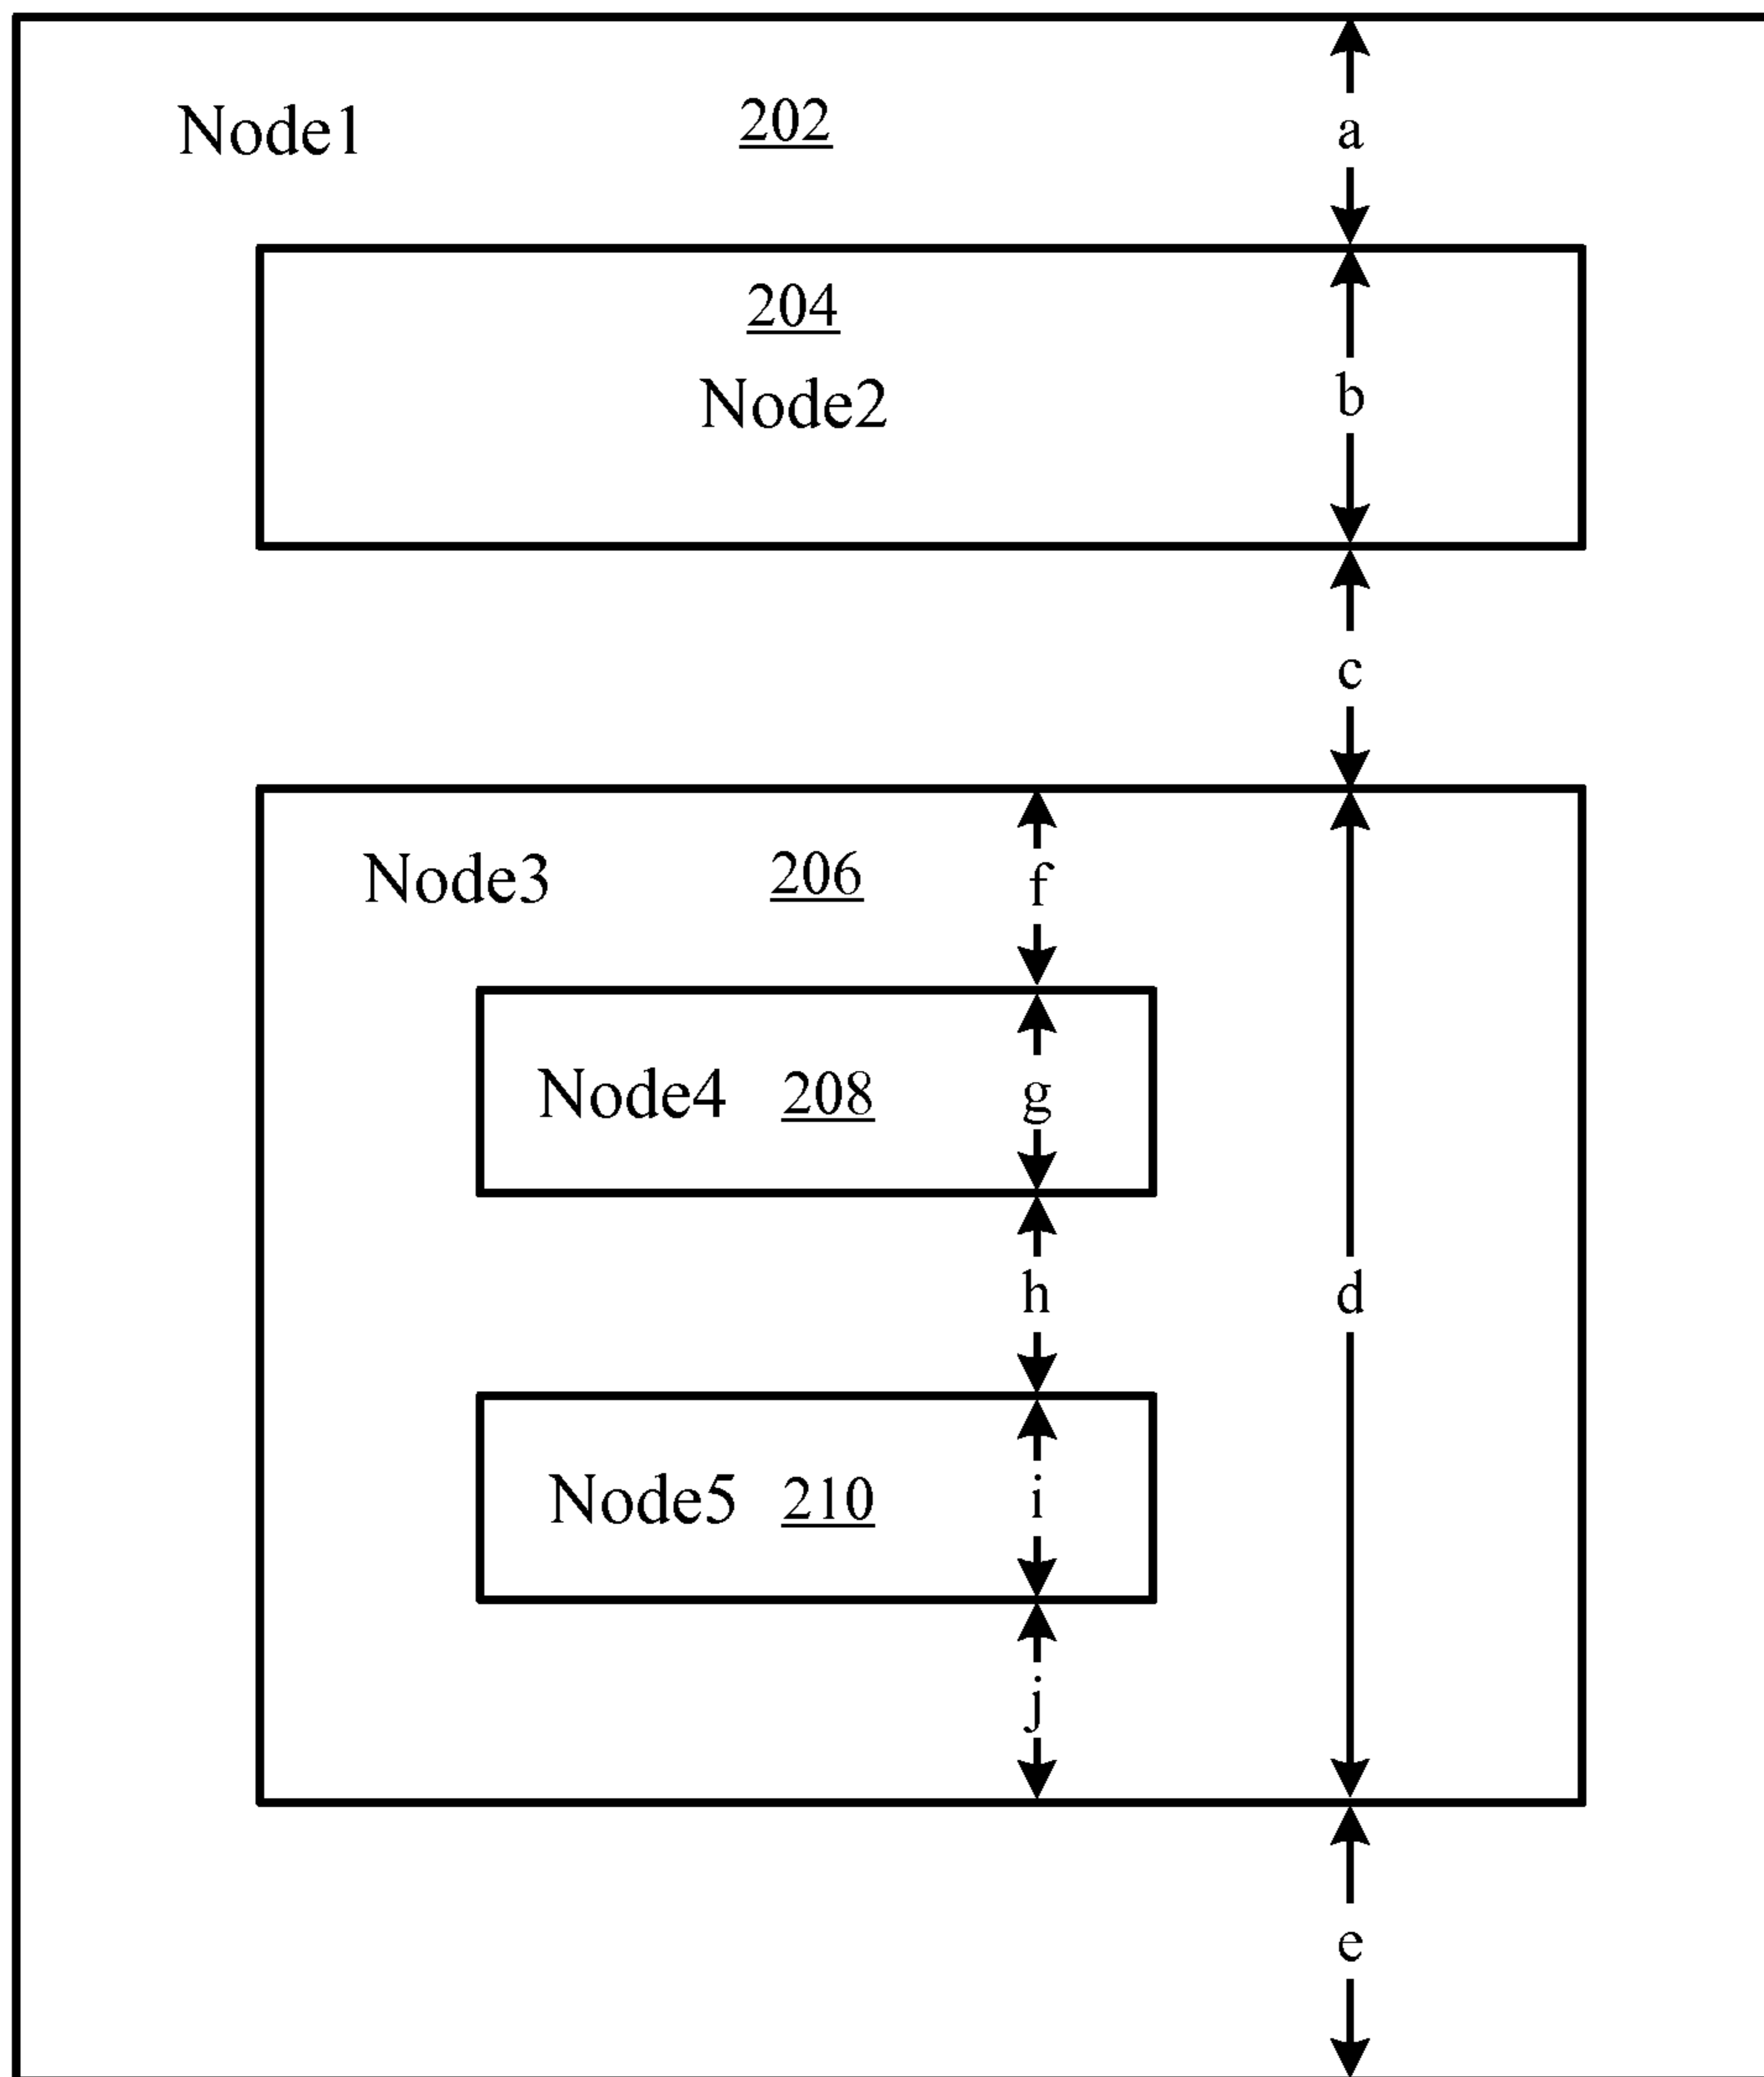 Node1 202 a
204
Node2 b
c
Node3 206 f
Node4 208 g
h d
Node5 210 i
j
e